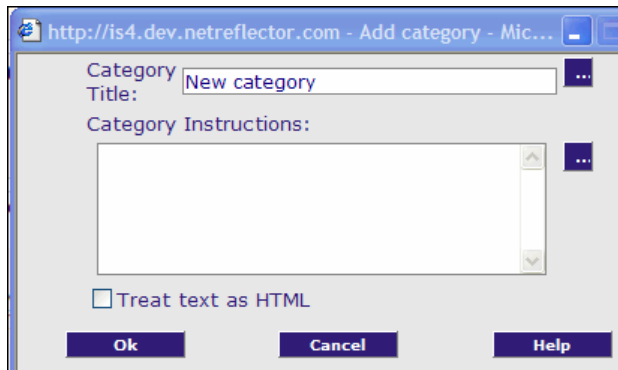 http://is4.dev.netreflector.com - Add category - Mic...
Category
Title:
New category
...
Category Instructions:
...
Treat text as HTML
Ok
Cancel
Help